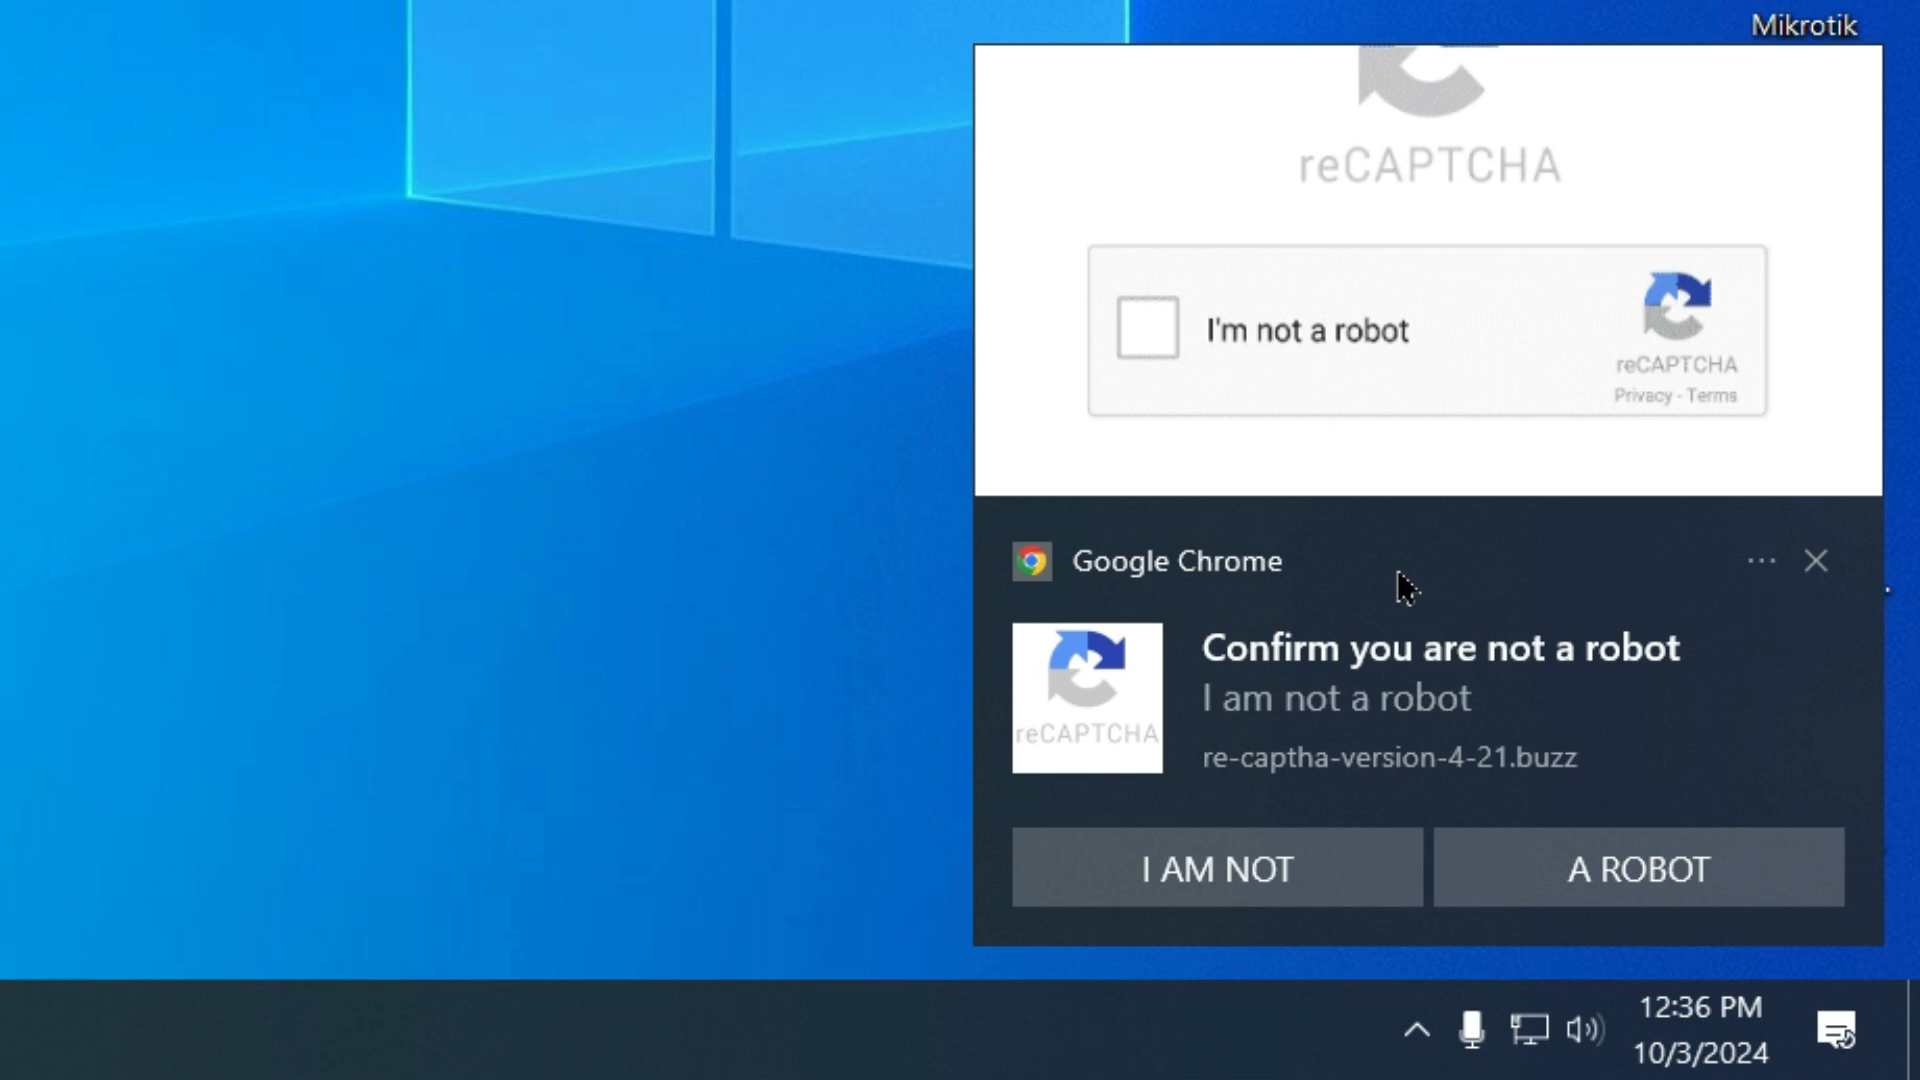 Mikrotik
reCAPTCHA
I'm not a robot
reCAPTCHA
Privacy - Terms
Google Chrome
reCAPTCHA
Confirm you are not a robot
I am not a robot
re-captha-version-4-21.buzz
I AM NOT
A ROBOT
12:36 PM
10/3/2024